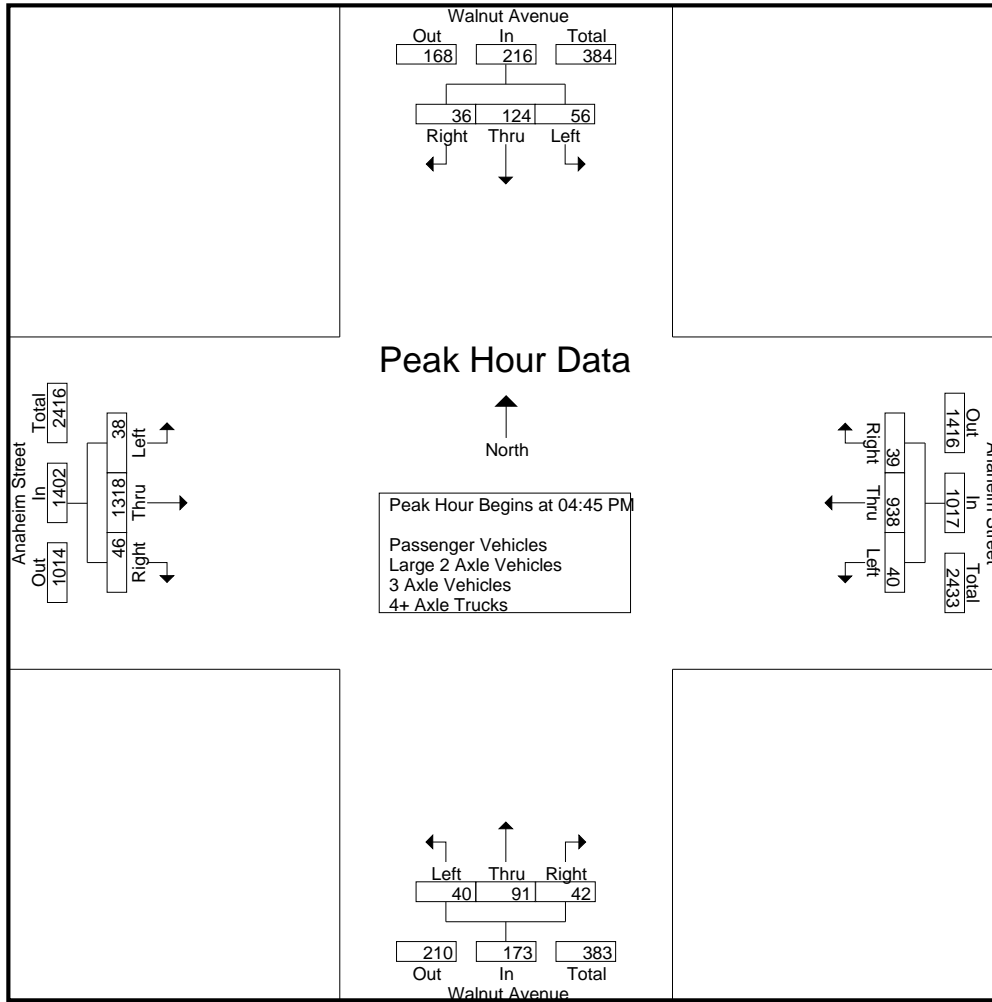 Walnut Avenue
Out In Total
168 216 384
36 124 56
Right Thru Left
Peak Hour Data
North
Peak Hour Begins at 04:45 PM
Passenger Vehicles
Large 2 Axle Vehicles
3 Axle Vehicles
4+ Axle Trucks
Anaheim Street
Out In Total
1014 1402 2416
46 1318 38
Right Thru Left
Anaheim Street
Out In Total
1416 1017 2433
39 938 40
Right Thru Left
Left Thru Right
40 91 42
210 173 383
Out In Total
Walnut Avenue